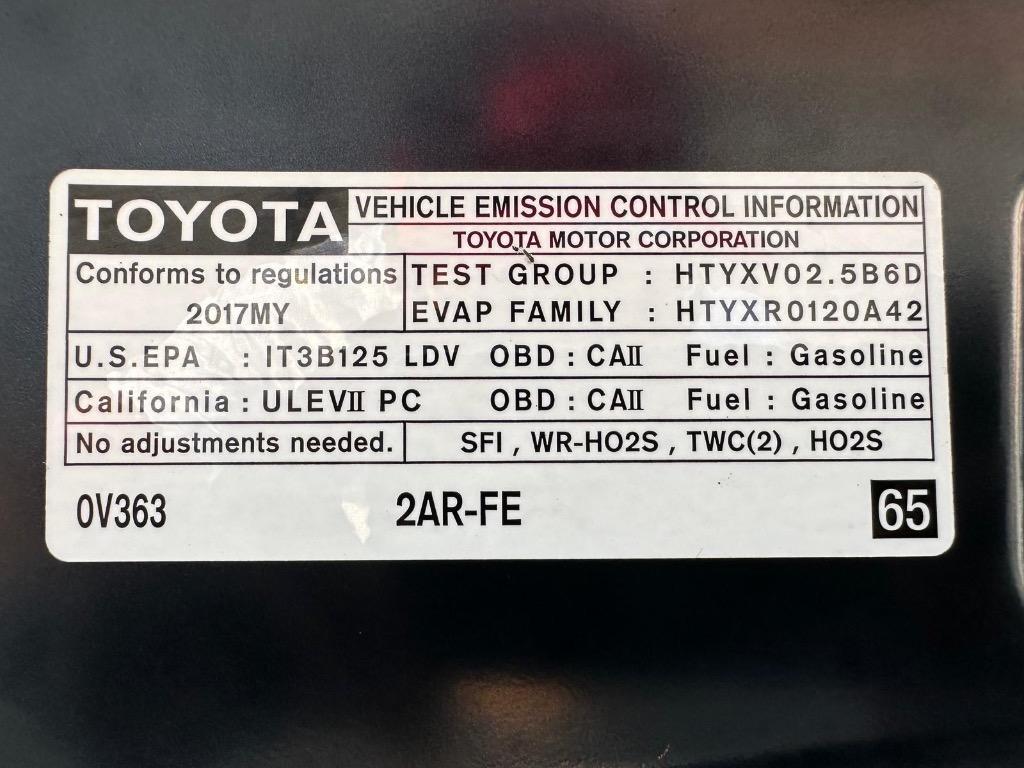 TOYOTA VEHICLE EMISSION CONTROL INFORMATION
TOYOTA MOTOR CORPORATION
Conforms to regulations TEST GROUP : HTYXV02.5B6D
2017MY EVAP FAMILY : HTYXR0120A42
U.S.EPA : IT3B125 LDV OBD : CAII Fuel : Gasoline
California : ULEVII PC OBD : CAII Fuel : Gasoline
No adjustments needed. SFI , WR-HO2S , TWC(2) , HO2S
0V363 2AR-FE 65